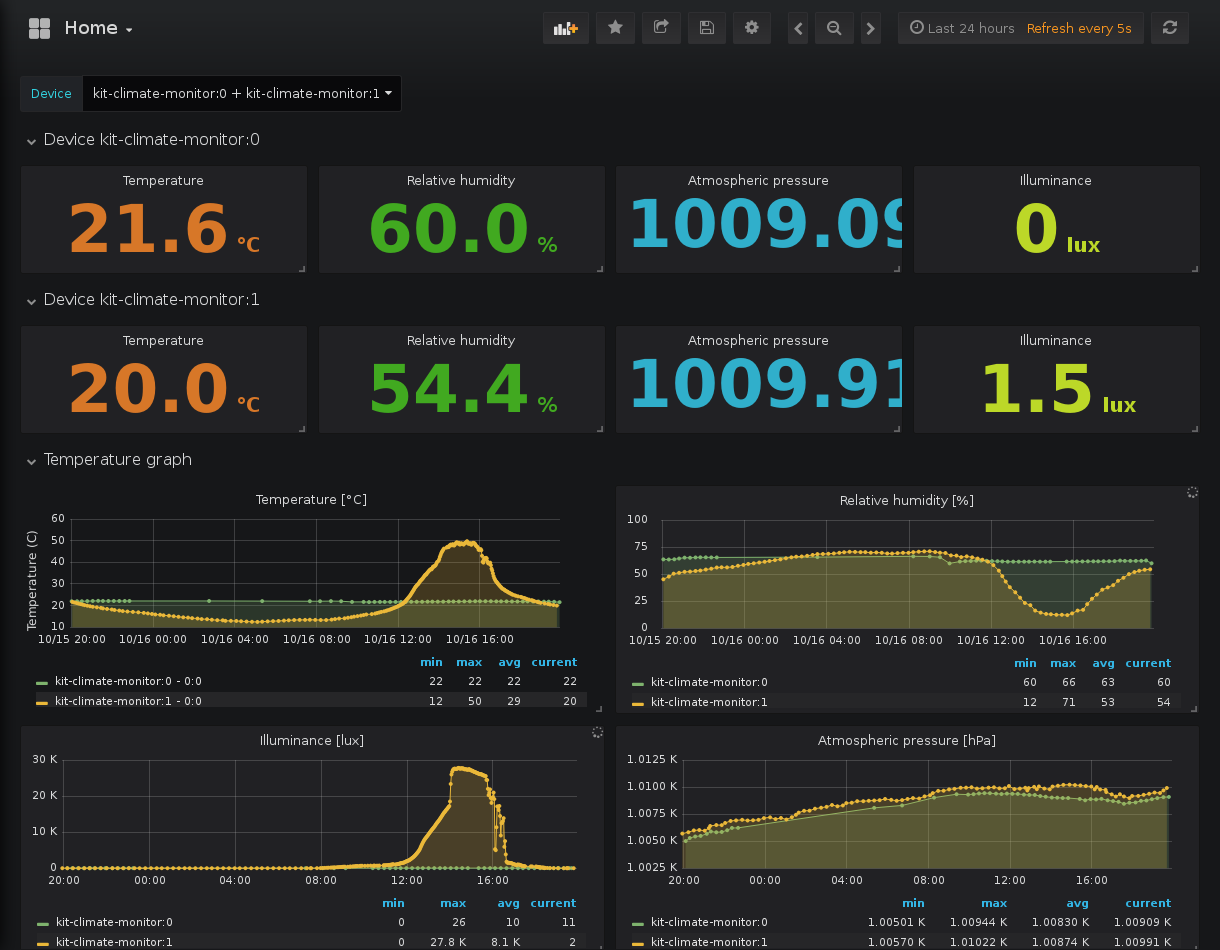 Home
Last 24 hours Refresh every 5s
Device kit-climate-monitor:0 + kit-climate-monitor:1
Device kit-climate-monitor:0
Temperature Relative humidity Atmospheric pressure Illuminance
21.6 °C 60.0 % 1009.09 0 lux
Device kit-climate-monitor:1
Temperature Relative humidity Atmospheric pressure Illuminance
20.0 °C 54.4 % 1009.91 1.5 lux
Temperature graph
Temperature [°C]
Temperature (C)
60
50
40
30
20
10
10/15 20:00 10/16 00:00 10/16 04:00 10/16 08:00 10/16 12:00 10/16 16:00
min max avg current
kit-climate-monitor:0 - 0:0 22 22 22 22
kit-climate-monitor:1 - 0:0 12 50 29 20
Relative humidity [%]
100
75
50
25
0
10/15 20:00 10/16 00:00 10/16 04:00 10/16 08:00 10/16 12:00 10/16 16:00
min max avg current
kit-climate-monitor:0 60 66 63 60
kit-climate-monitor:1 12 71 53 54
Illuminance [lux]
30 K
20 K
10 K
0
20:00 00:00 04:00 08:00 12:00 16:00
min max avg current
kit-climate-monitor:0 0 26 10 11
kit-climate-monitor:1 0 27.8 K 8.1 K 2
Atmospheric pressure [hPa]
1.0125 K
1.0100 K
1.0075 K
1.0050 K
1.0025 K
20:00 00:00 04:00 08:00 12:00 16:00
min max avg current
kit-climate-monitor:0 1.00501 K 1.00944 K 1.00830 K 1.00909 K
kit-climate-monitor:1 1.00570 K 1.01022 K 1.00874 K 1.00991 K